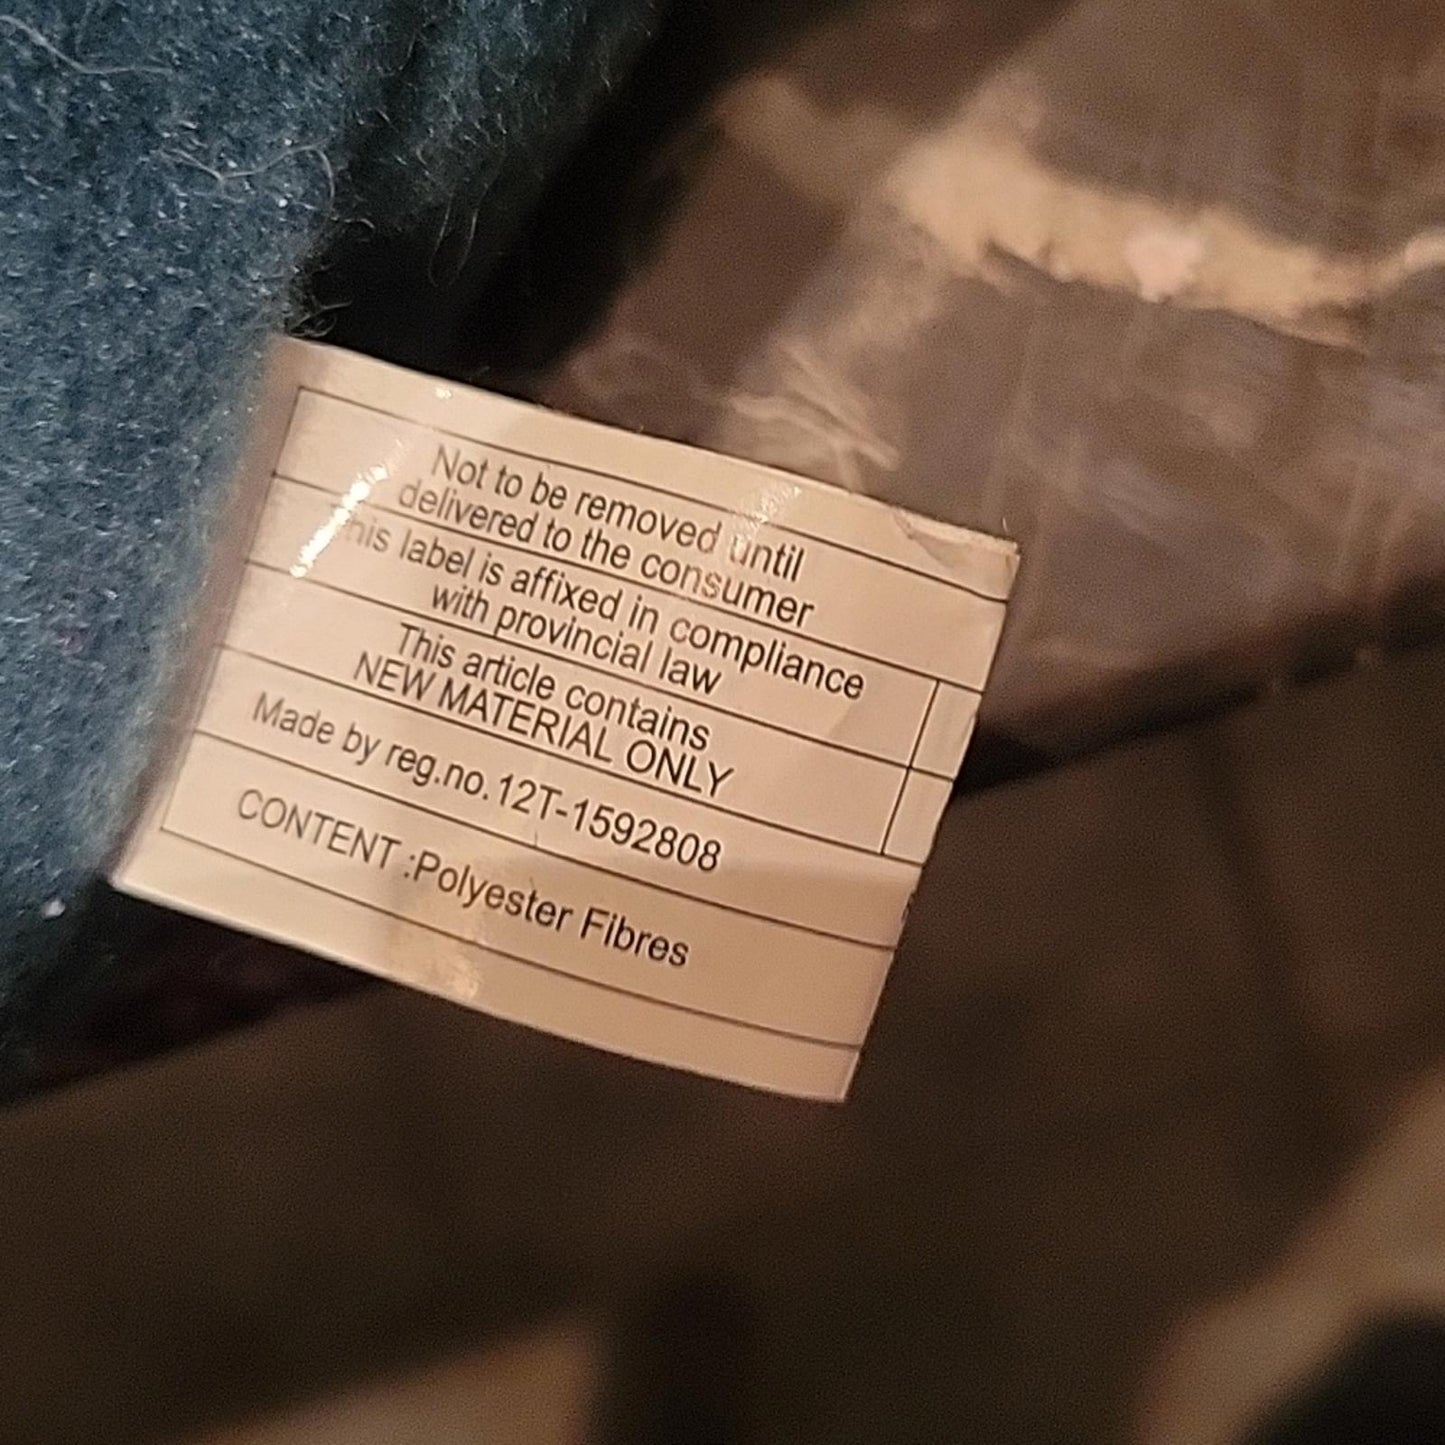 Not to be removed until
delivered to the consumer
This label is affixed in compliance
with provincial law
This article contains
NEW MATERIAL ONLY
Made by reg.no.12T-1592808
CONTENT :Polyester Fibres